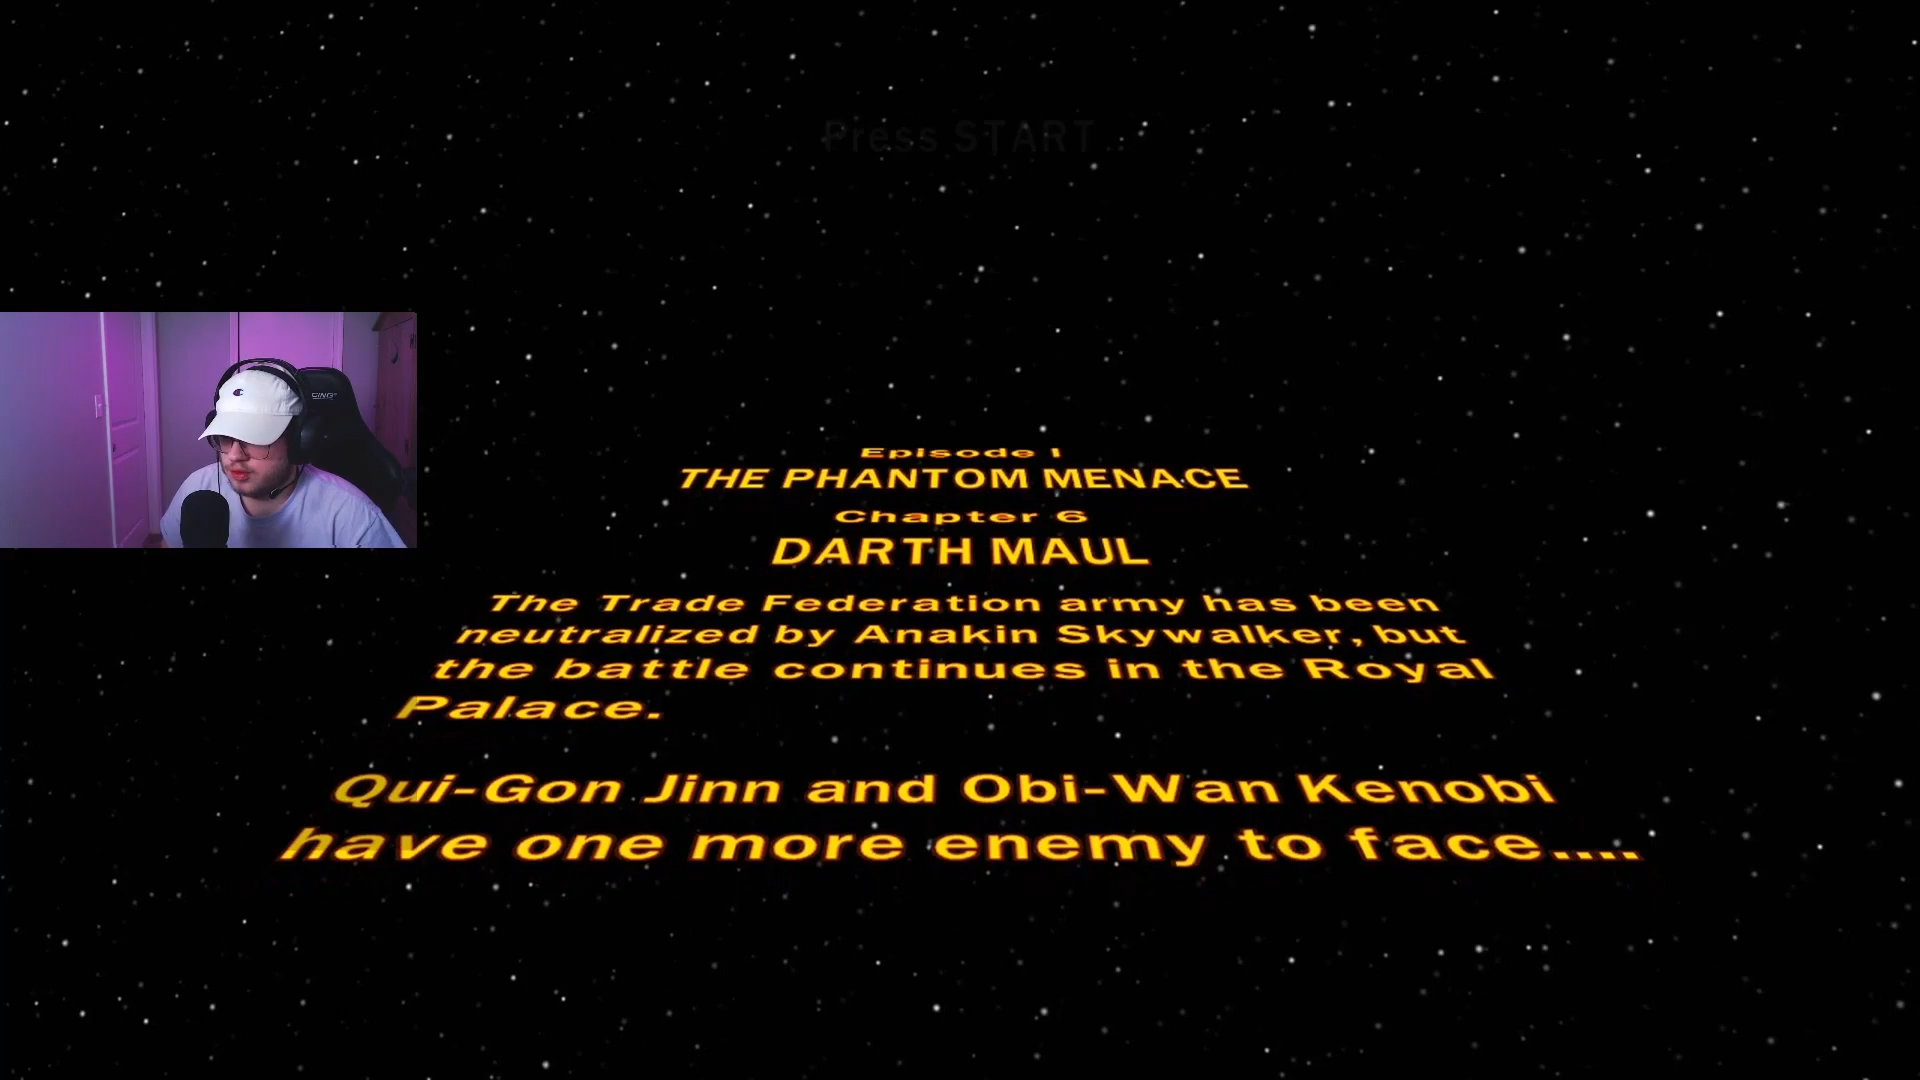 Press START...
Episode I
THE PHANTOM MENACE
Chapter 6
DARTH MAUL
The Trade Federation army has been
neutralized by Anakin Skywalker, but
the battle continues in the Royal
Palace.
Qui-Gon Jinn and Obi-Wan Kenobi
have one more enemy to face....